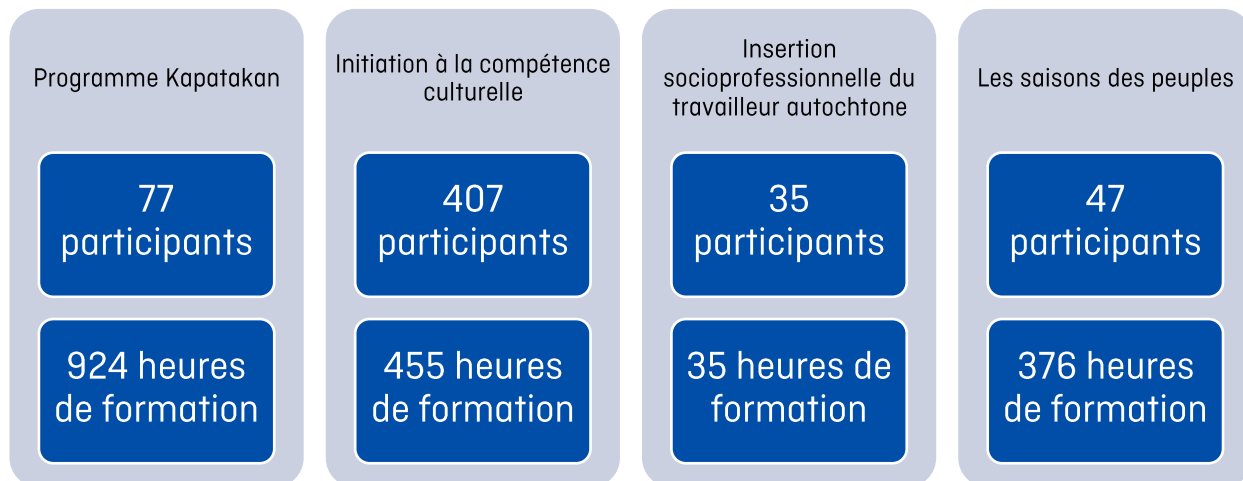 Programme Kapatakan
77
participants
924 heures
de formation
Initiation à la compétence
culturelle
407
participants
455 heures
de formation
Insertion
socioprofessionnelle du
travailleur autochtone
35
participants
35 heures de
formation
Les saisons des peuples
47
participants
376 heures
de formation